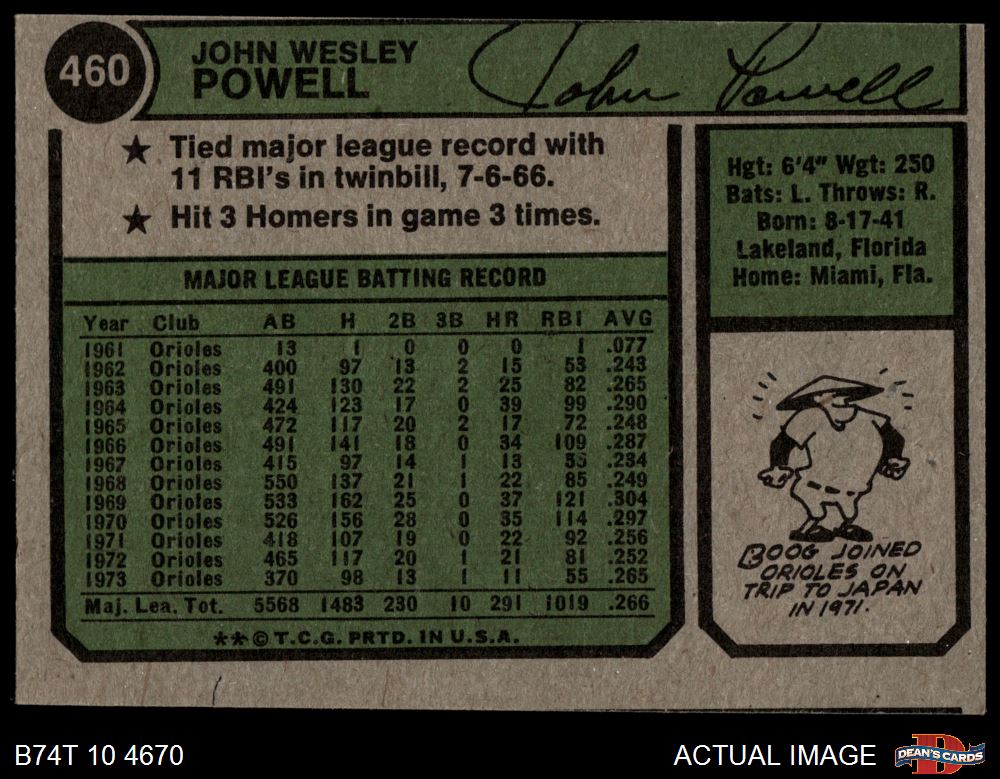 460
JOHN WESLEY
POWELL
John Powell
★ Tied major league record with
11 RBI's in twinbill, 7-6-66.
★ Hit 3 Homers in game 3 times.
Hgt: 6'4" Wgt: 250
Bats: L. Throws: R.
Born: 8-17-41
Lakeland, Florida
Home: Miami, Fla.
MAJOR LEAGUE BATTING RECORD
Year Club AB H 2B 3B HR RBI AVG
1961 Orioles 13 1 0 0 0 1 .077
1962 Orioles 400 97 13 2 15 53 .243
1963 Orioles 491 130 22 2 25 82 .265
1964 Orioles 424 123 17 0 39 99 .290
1965 Orioles 472 117 20 2 17 72 .248
1966 Orioles 491 141 18 0 34 109 .287
1967 Orioles 415 97 14 1 13 55 .234
1968 Orioles 550 137 21 1 22 85 .249
1969 Orioles 533 162 25 0 37 121 .304
1970 Orioles 526 156 28 0 35 114 .297
1971 Orioles 418 107 19 0 22 92 .256
1972 Orioles 465 117 20 1 21 81 .252
1973 Orioles 370 98 13 1 11 55 .265
Maj. Lea. Tot. 5568 1483 230 10 291 1019 .266
**© T.C.G. PRTD. IN U.S.A.
BOOG JOINED
ORIOLES ON
TRIP TO JAPAN
IN 1971.
B74T 10 4670
ACTUAL IMAGE
DEAN'S CARDS